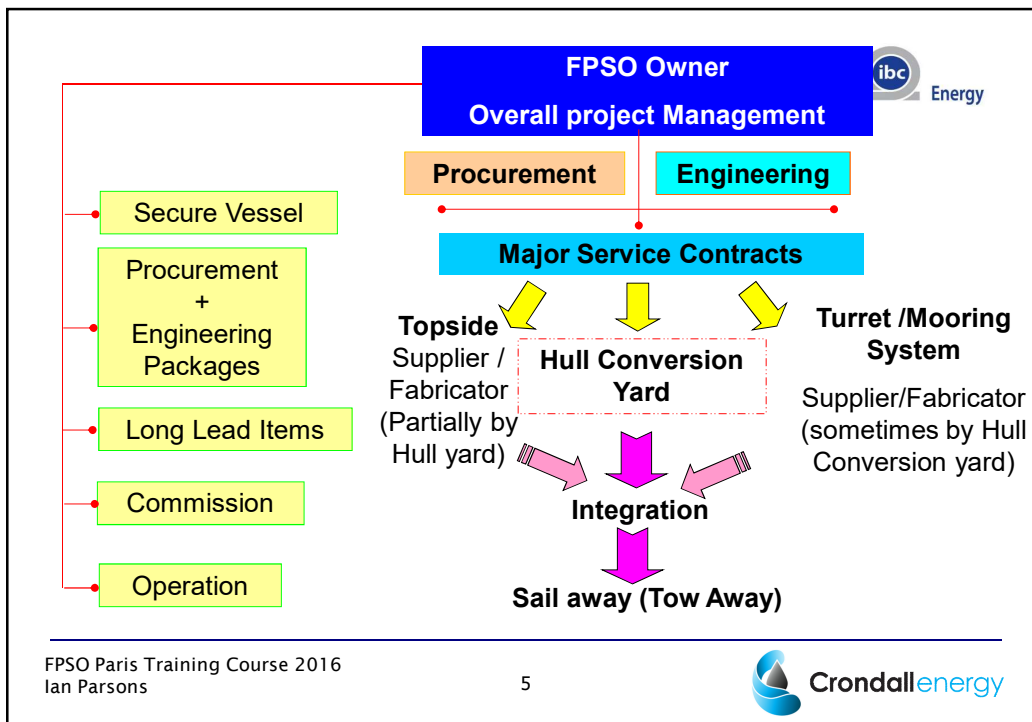 FPSO Owner
Overall project Management
ibc
Energy
Procurement
Engineering
Major Service Contracts
Secure Vessel
Procurement
+
Engineering
Packages
Long Lead Items
Commission
Operation
Topside
Supplier /
Fabricator
(Partially by
Hull yard)
Hull Conversion
Yard
Turret /Mooring
System
Supplier/Fabricator
(sometimes by Hull
Conversion yard)
Integration
Sail away (Tow Away)
FPSO Paris Training Course 2016
Ian Parsons
5
Crondallenergy